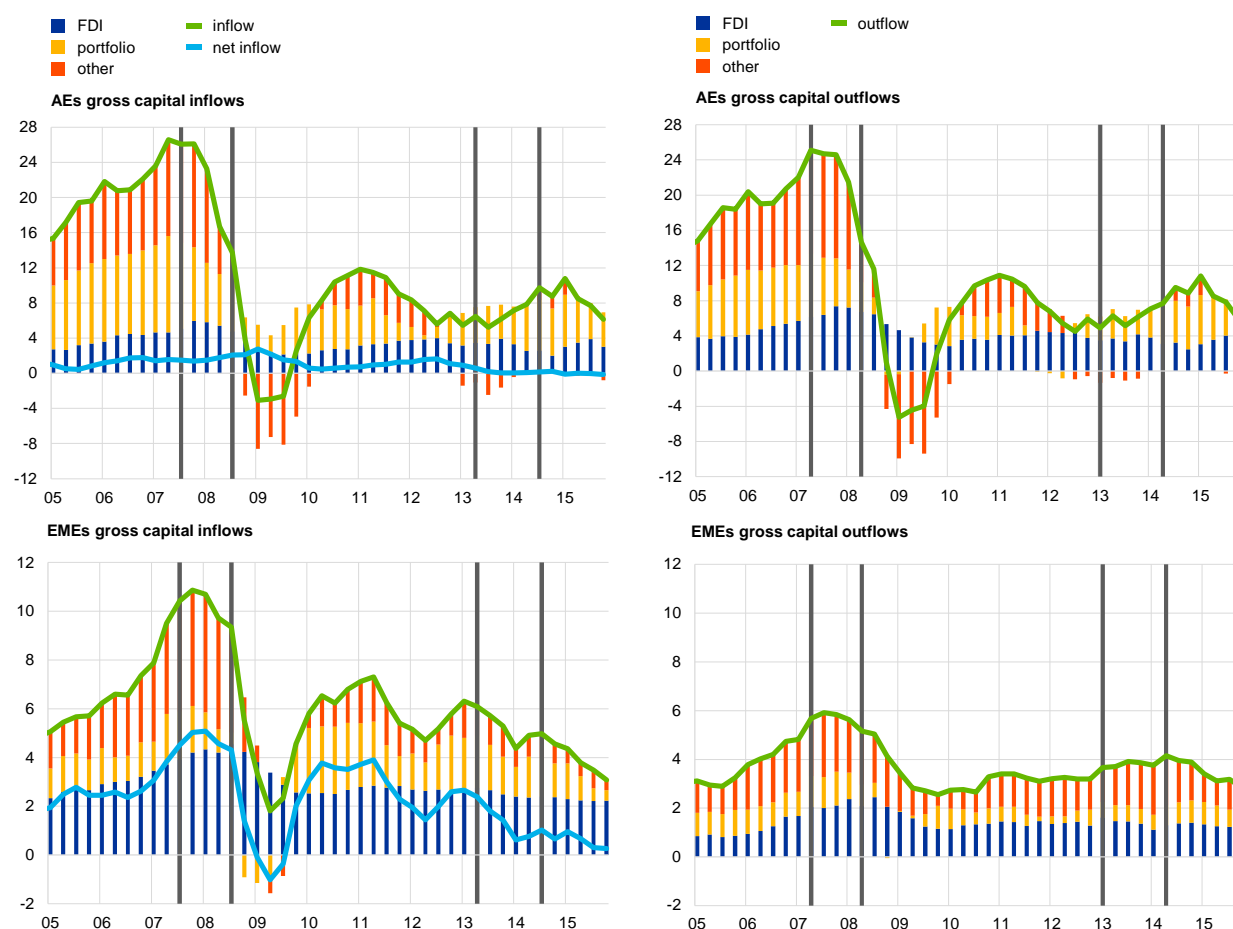 FDI
inflow
portfolio
net inflow
other
AEs gross capital inflows
28
24
20
16
12
8
4
0
-4
-8
-12
05 06 07 08 09 10 11 12 13 14 15
FDI
outflow
portfolio
other
AEs gross capital outflows
28
24
20
16
12
8
4
0
-4
-8
-12
05 06 07 08 09 10 11 12 13 14 15
EMEs gross capital inflows
12
10
8
6
4
2
0
-2
05 06 07 08 09 10 11 12 13 14 15
EMEs gross capital outflows
12
10
8
6
4
2
0
-2
05 06 07 08 09 10 11 12 13 14 15